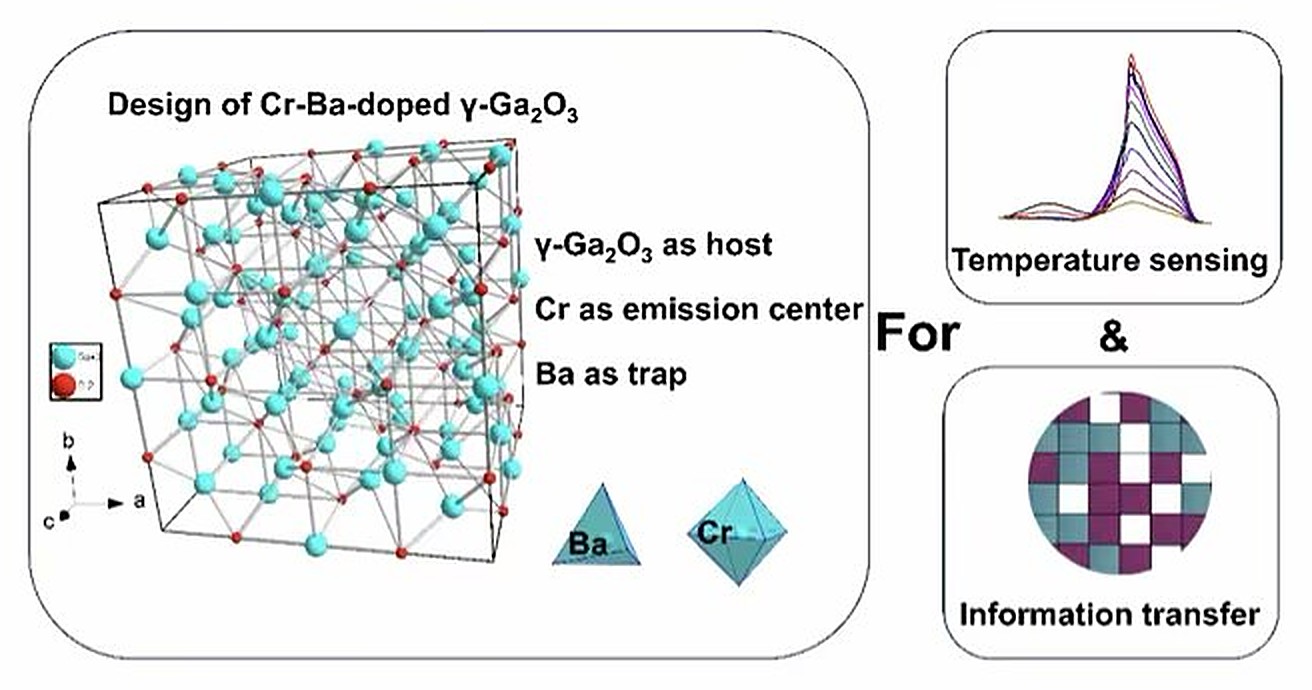 Design of Cr-Ba-doped γ-Ga₂O₃
γ-Ga₂O₃ as host
Cr as emission center
Ba as trap
b
a
c
Ba
Cr
For
Temperature sensing
&
Information transfer